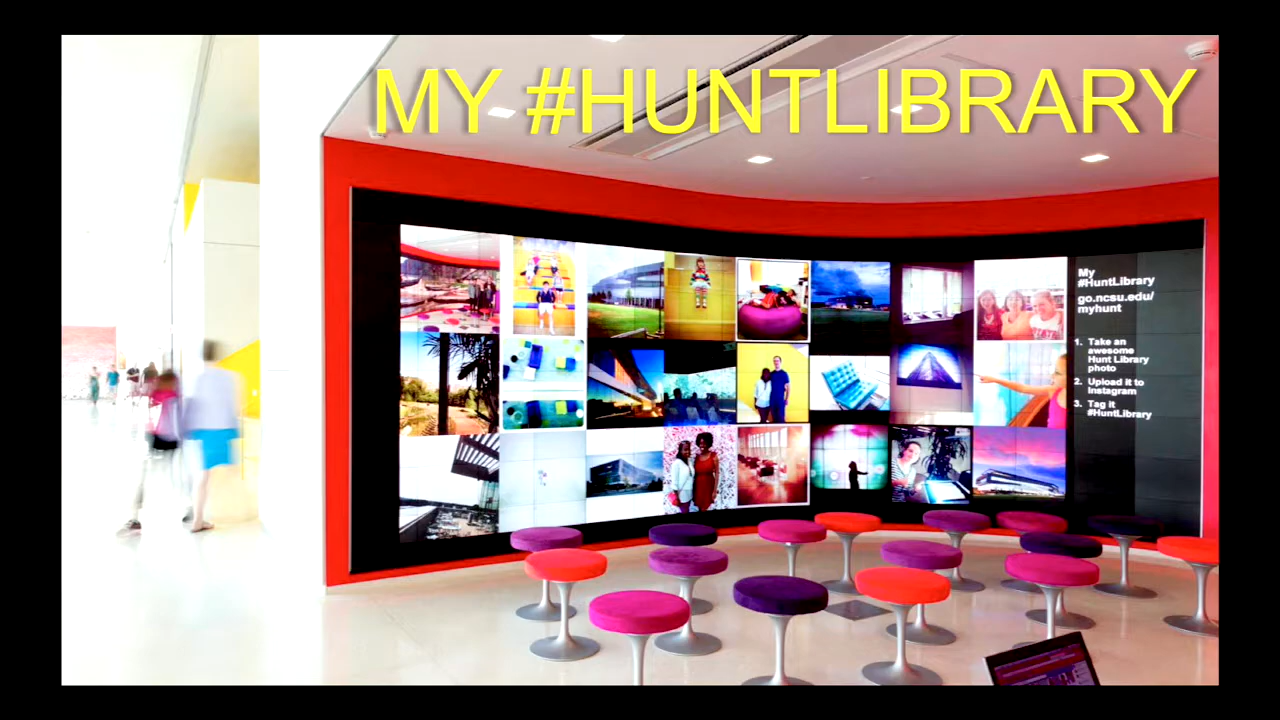 MY #HUNTLIBRARY
My
#HuntLibrary
go.ncsu.edu/
myhunt
1. Take an
awesome
Hunt Library
photo
2. Upload it to
Instagram
3. Tag it
#HuntLibrary